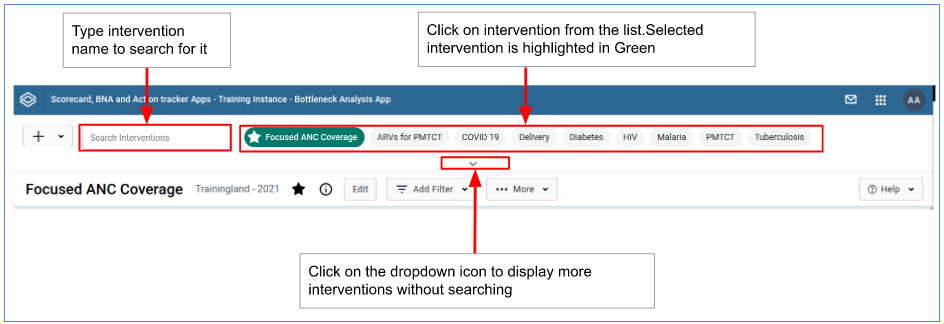 Type intervention
name to search for it
Click on intervention from the list.Selected
intervention is highlighted in Green
Scorecard, BNA and Action tracker Apps - Training Instance - Bottleneck Analysis App
AA
Search Interventions
Focused ANC Coverage
ARVs for PMTCT
COVID 19
Delivery
Diabetes
HIV
Malaria
PMTCT
Tuberculosis
Focused ANC Coverage
Trainingland - 2021
Edit
Add Filter
More
Help
Click on the dropdown icon to display more
interventions without searching